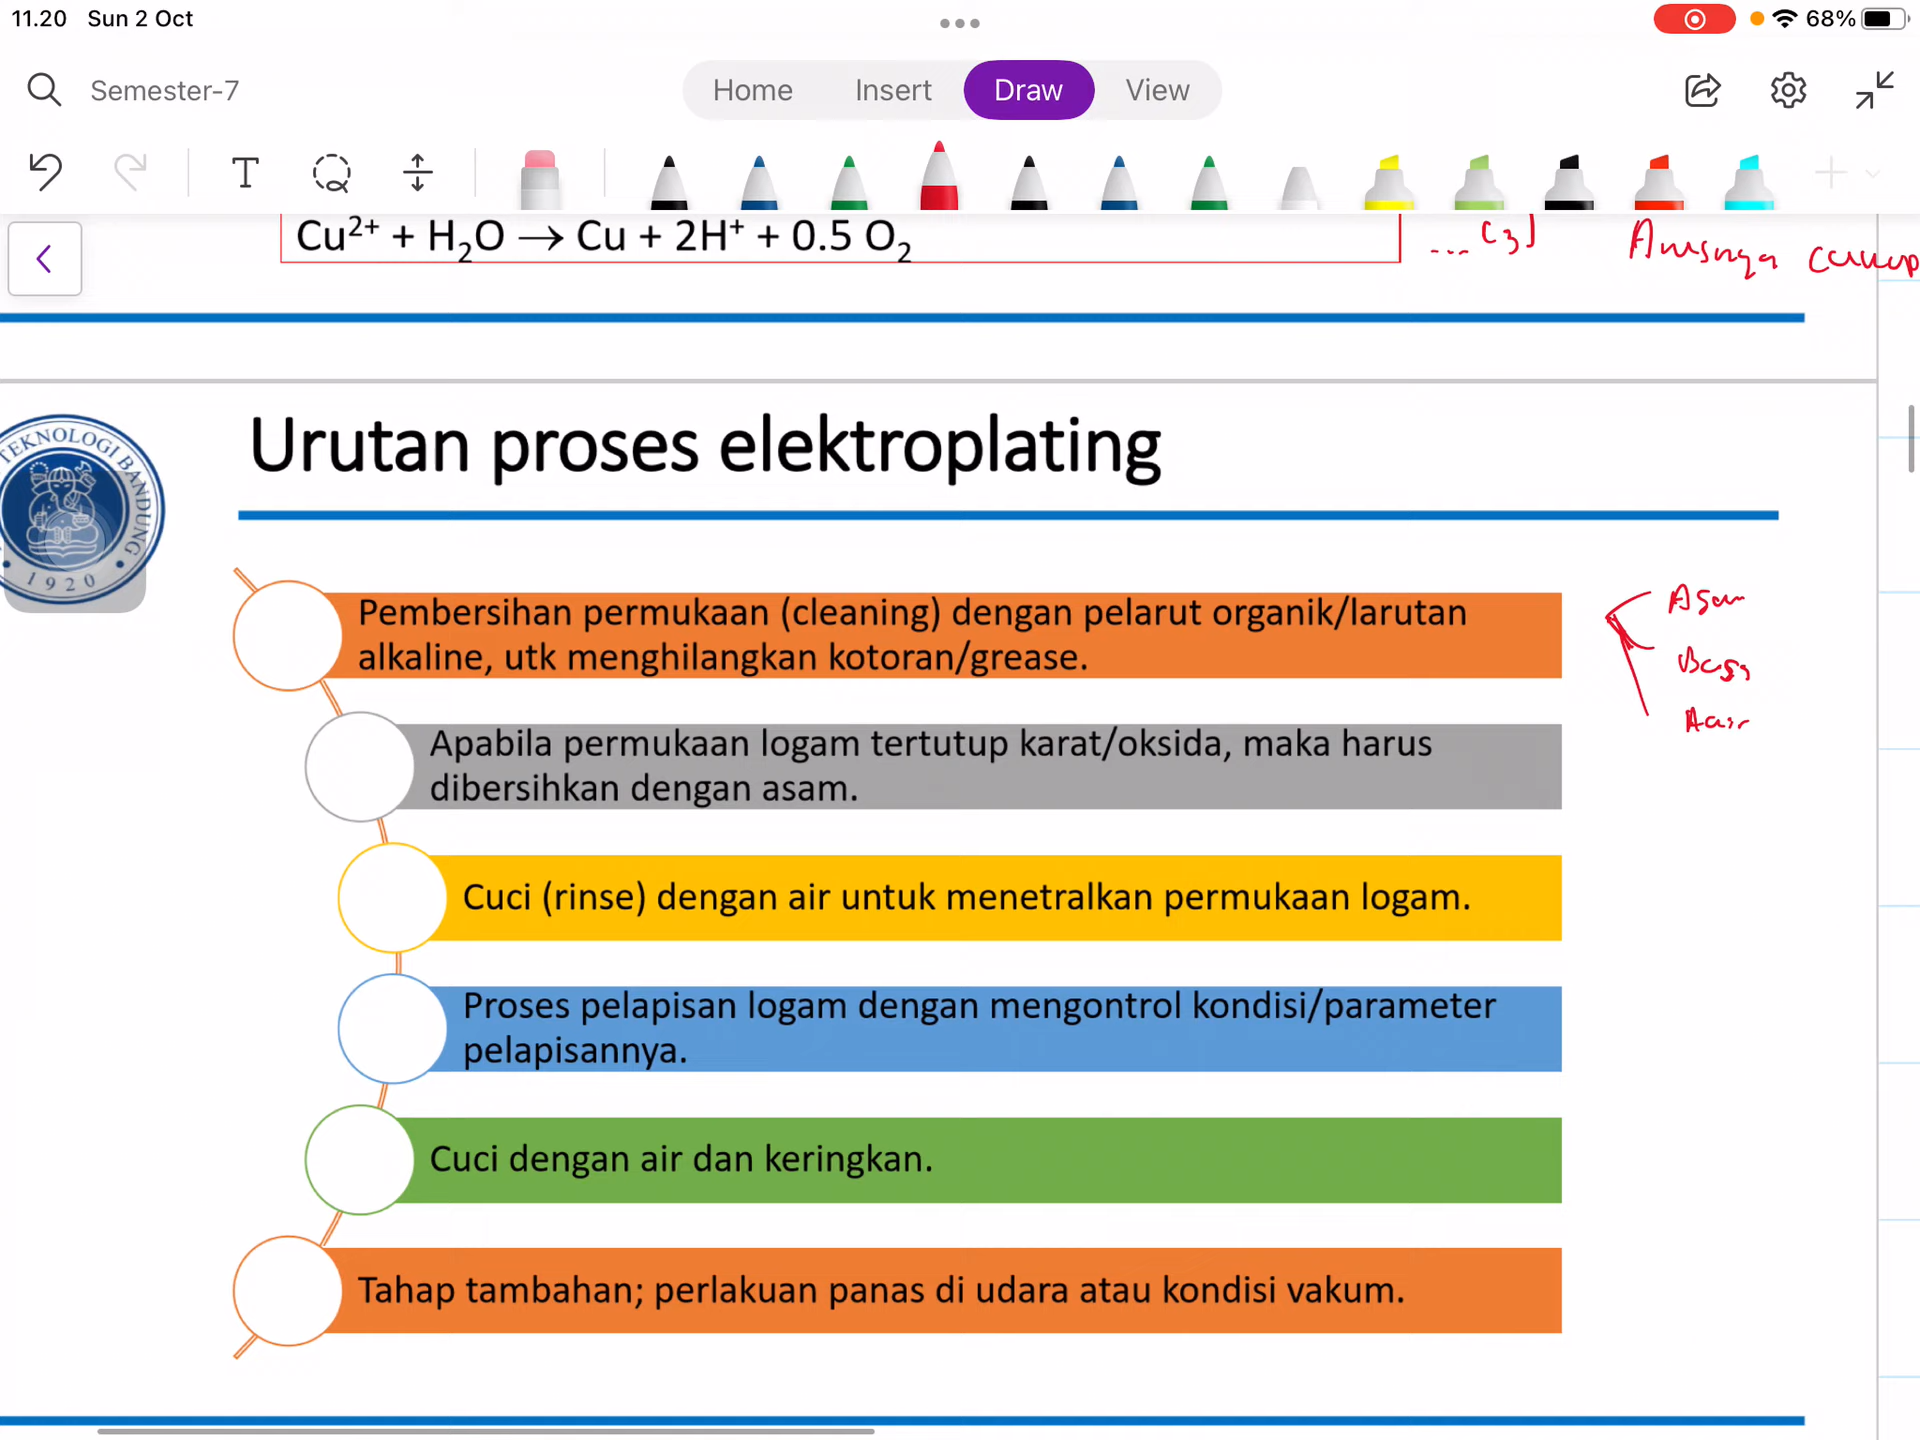 11.20 Sun 2 Oct
68%
Semester-7
Home Insert Draw View
T
Cu²⁺ + H₂O → Cu + 2H⁺ + 0.5 O₂
... (3)
Urutan proses elektroplating
TEKNOLOGI BANDUNG
1920
Pembersihan permukaan (cleaning) dengan pelarut organik/larutan
alkaline, utk menghilangkan kotoran/grease.
Asam
Basa
Apabila permukaan logam tertutup karat/oksida, maka harus
dibersihkan dengan asam.
Cuci (rinse) dengan air untuk menetralkan permukaan logam.
Proses pelapisan logam dengan mengontrol kondisi/parameter
pelapisannya.
Cuci dengan air dan keringkan.
Tahap tambahan; perlakuan panas di udara atau kondisi vakum.